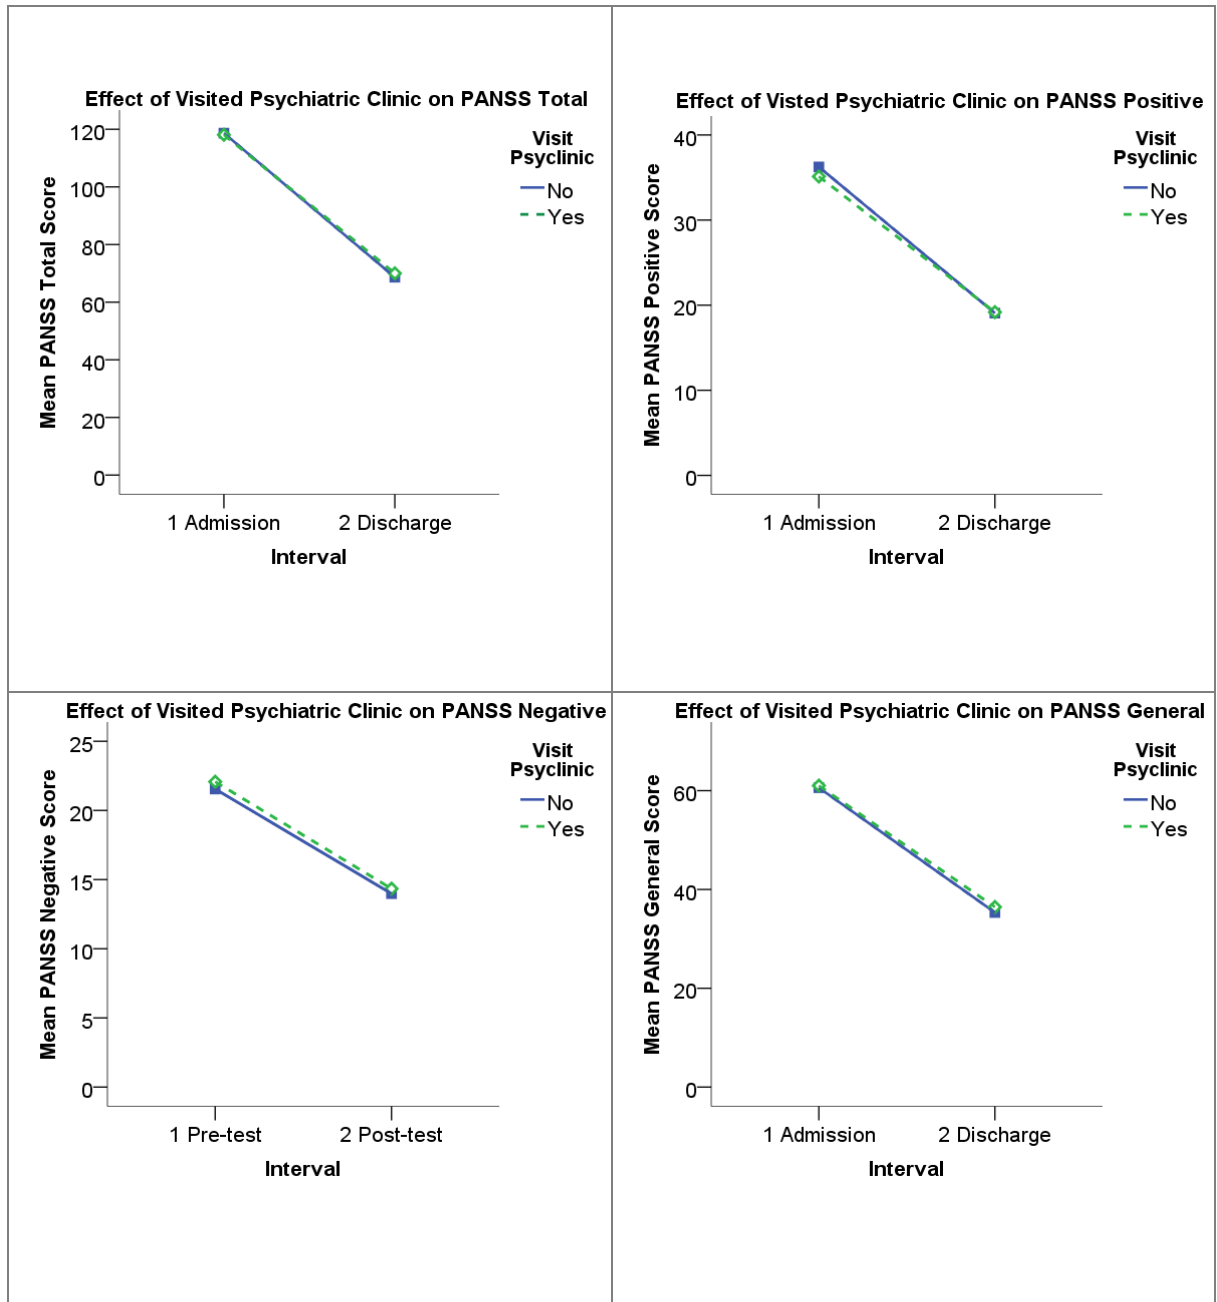 Effect of Visited Psychiatric Clinic on PANSS Total
Mean PANSS Total Score
120
100
80
60
40
20
0
1 Admission
2 Discharge
Interval
Visit
Psyclinic
No
Yes
Effect of Visted Psychiatric Clinic on PANSS Positive
Mean PANSS Positive Score
40
30
20
10
0
1 Admission
2 Discharge
Interval
Visit
Psyclinic
No
Yes
Effect of Visited Psychiatric Clinic on PANSS Negative
Mean PANSS Negative Score
25
20
15
10
5
0
1 Pre-test
2 Post-test
Interval
Visit
Psyclinic
No
Yes
Effect of Visited Psychiatric Clinic on PANSS General
Mean PANSS General Score
60
40
20
0
1 Admission
2 Discharge
Interval
Visit
Psyclinic
No
Yes